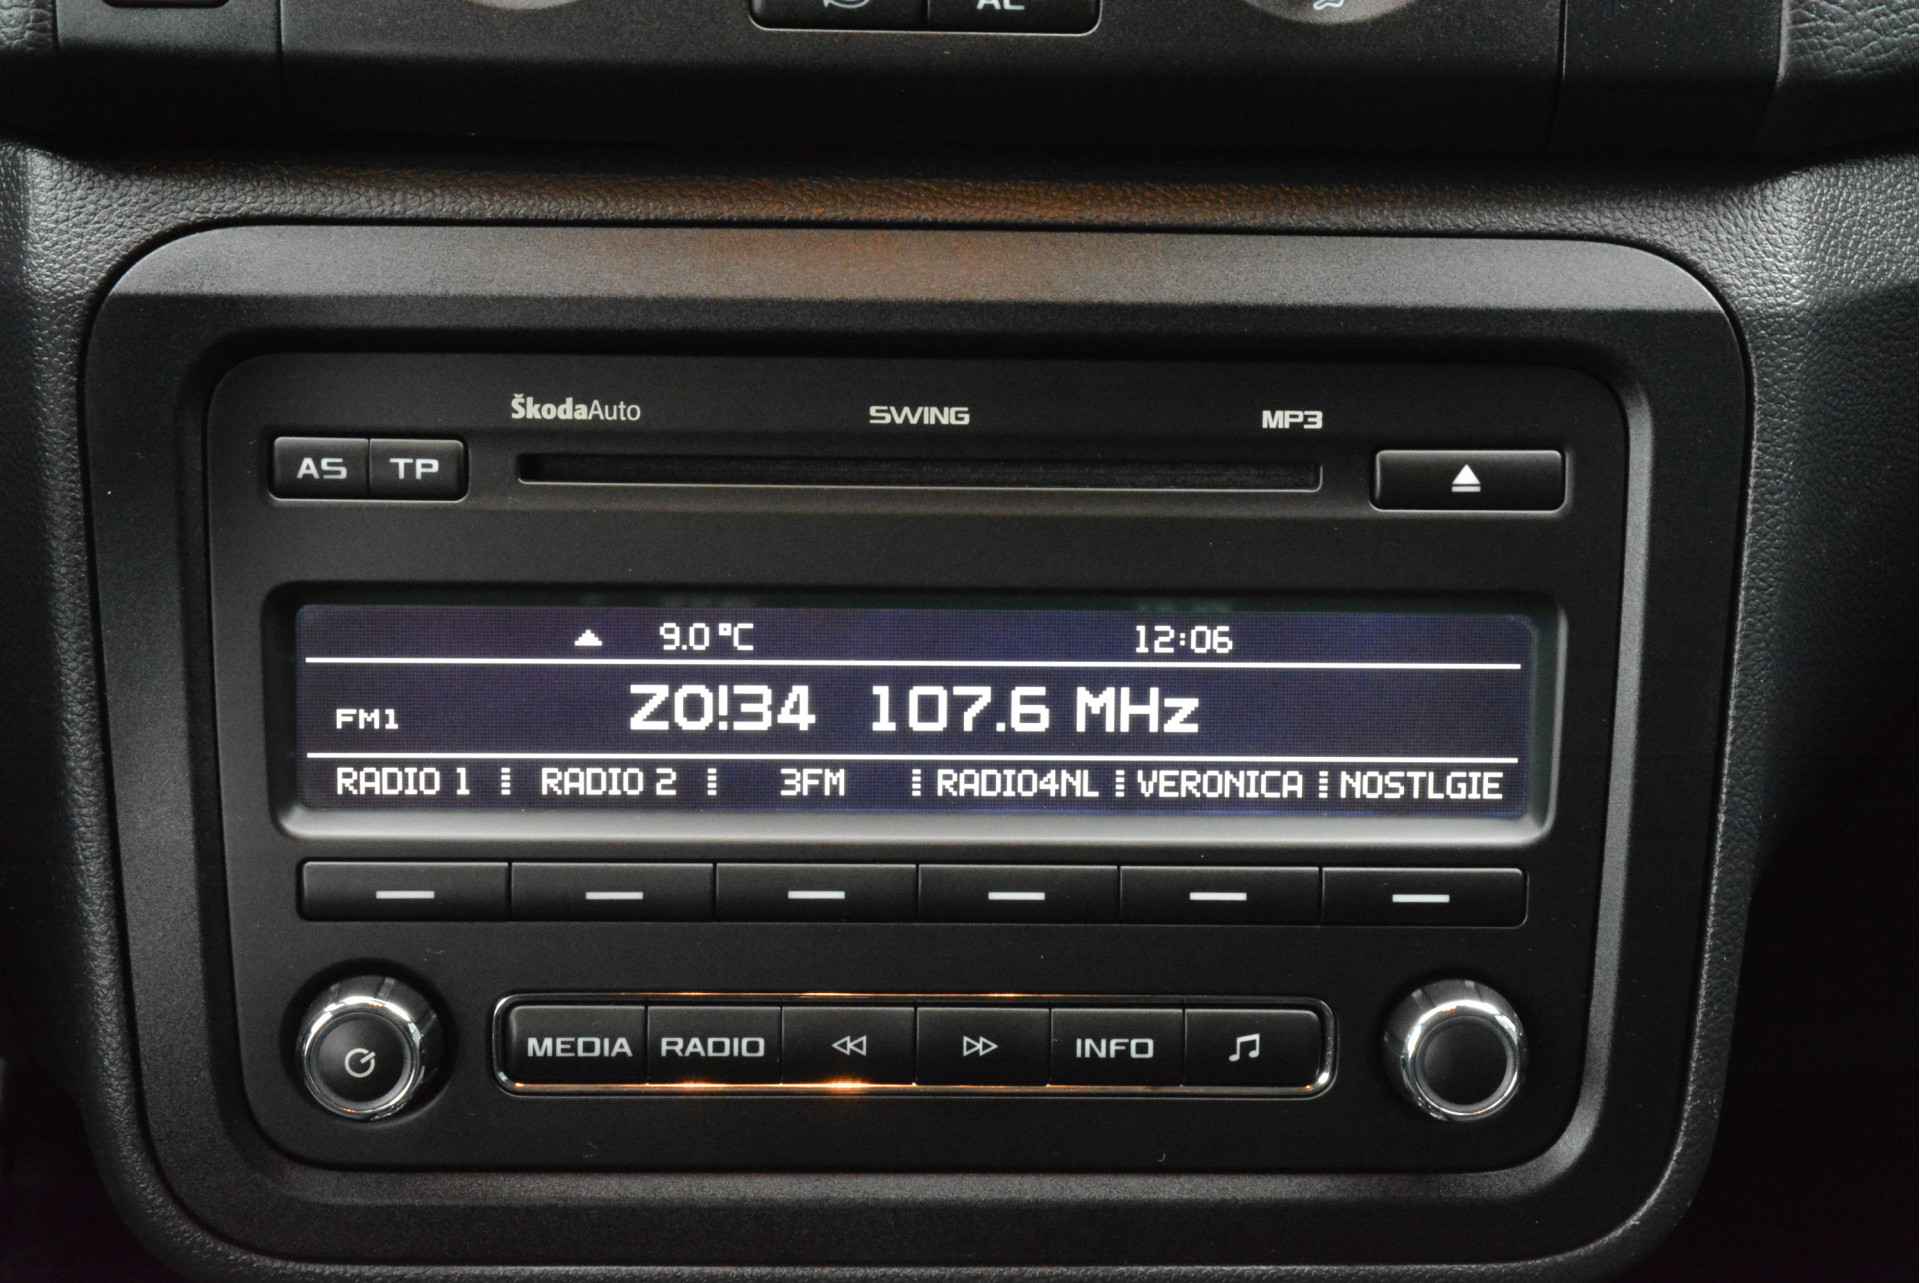 ŠkodaAuto SWING MP3
AS TP
9.0 °C 12:06
FM1 ZO!34 107.6 MHz
RADIO 1 RADIO 2 3FM RADIO4NL VERONICA NOSTLGIE
MEDIA RADIO INFO